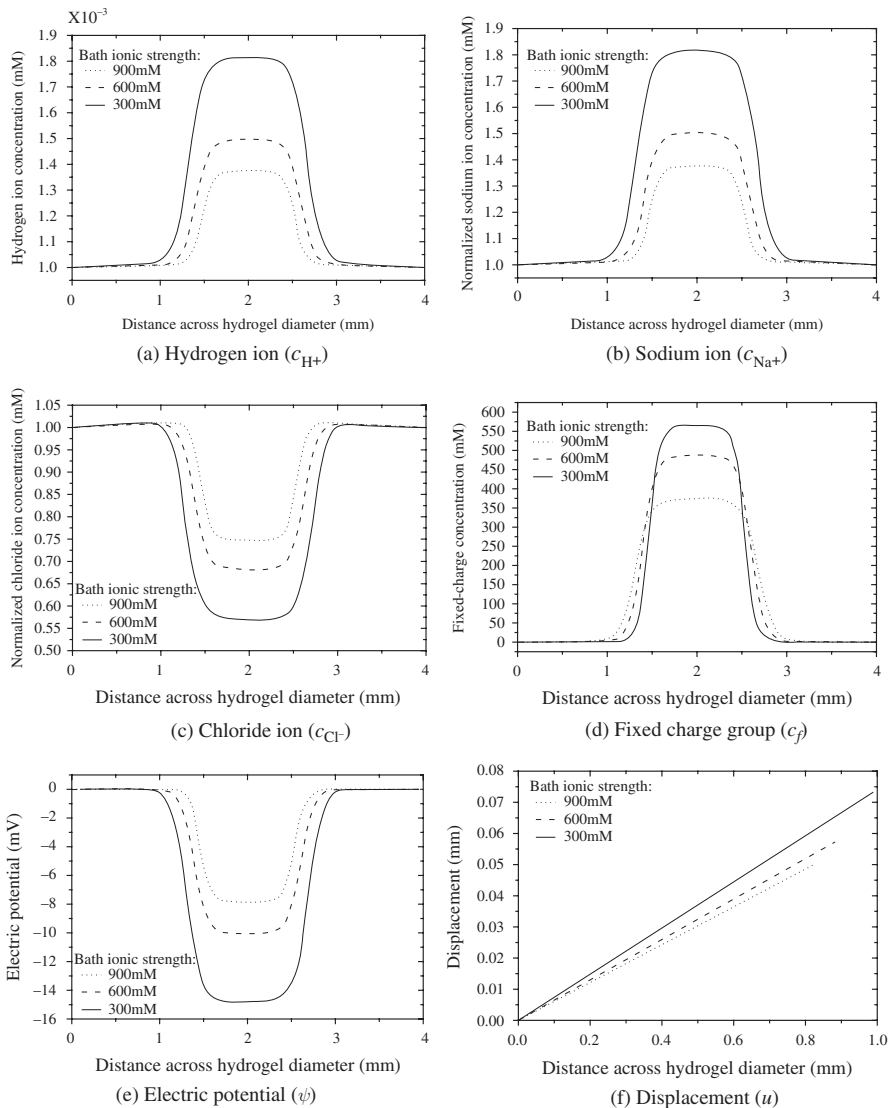 X10⁻³
Hydrogen ion concentration (mM)
1.9
1.8
1.7
1.6
1.5
1.4
1.3
1.2
1.1
1.0
Bath ionic strength:
900mM
600mM
300mM
0 1 2 3 4
Distance across hydrogel diameter (mm)
(a) Hydrogen ion (c_H+)
Normalized sodium ion concentration (mM)
1.9
1.8
1.7
1.6
1.5
1.4
1.3
1.2
1.1
1.0
Bath ionic strength:
900mM
600mM
300mM
0 1 2 3 4
Distance across hydrogel diameter (mm)
(b) Sodium ion (c_Na+)
Normalized chloride ion concentration (mM)
1.05
1.00
0.95
0.90
0.85
0.80
0.75
0.70
0.65
0.60
0.55
0.50
Bath ionic strength:
900mM
600mM
300mM
0 1 2 3 4
Distance across hydrogel diameter (mm)
(c) Chloride ion (c_Cl-)
Fixed-charge concentration (mM)
600
550
500
450
400
350
300
250
200
150
100
50
0
Bath ionic strength:
900mM
600mM
300mM
0 1 2 3 4
Distance across hydrogel diameter (mm)
(d) Fixed charge group (c_f)
Electric potential (mV)
0
−2
−4
−6
−8
−10
−12
−14
−16
Bath ionic strength:
900mM
600mM
300mM
0 1 2 3 4
Distance across hydrogel diameter (mm)
(e) Electric potential (ψ)
Displacement (mm)
0.08
0.07
0.06
0.05
0.04
0.03
0.02
0.01
0.00
Bath ionic strength:
900mM
600mM
300mM
0.0 0.2 0.4 0.6 0.8 1.0
Distance across hydrogel diameter (mm)
(f) Displacement (u)